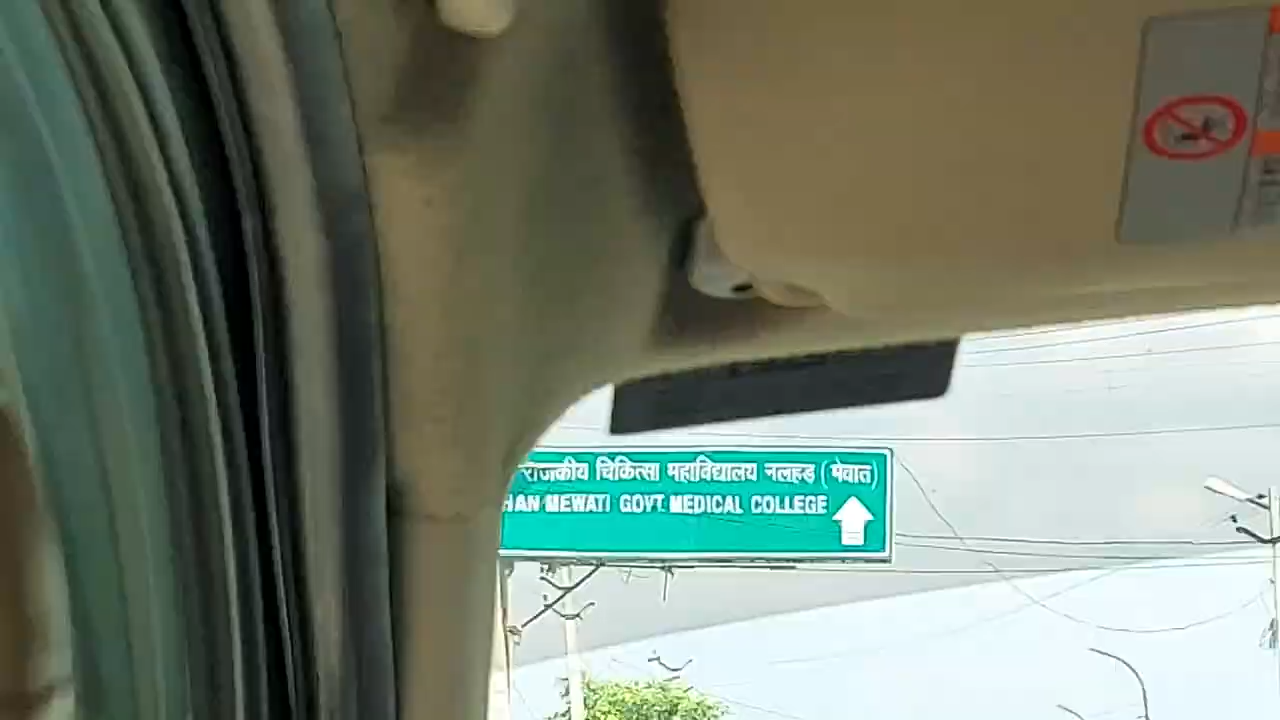 राजकीय चिकित्सा महाविद्यालय नलहड़ (मेवात)
HAN MEWATI GOVT. MEDICAL COLLEGE